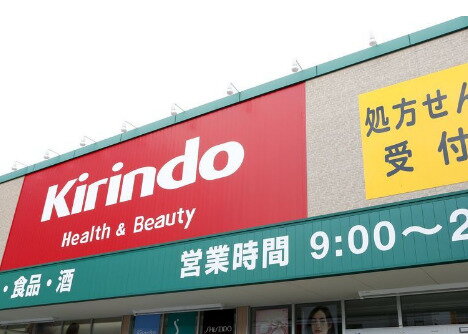 Kirindo
Health & Beauty
処方せん
受付
・食品・酒
営業時間 9:00〜2
SHISEIDO